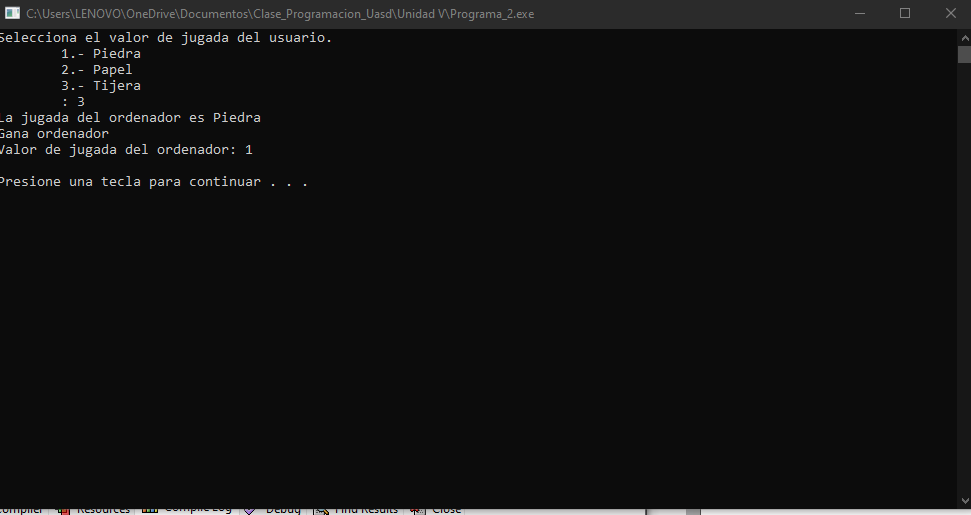 C:\Users\LENOVO\OneDrive\Documentos\Clase_Programacion_Uasd\Unidad V\Programa_2.exe
Selecciona el valor de jugada del usuario.
1.- Piedra
2.- Papel
3.- Tijera
: 3
La jugada del ordenador es Piedra
Gana ordenador
Valor de jugada del ordenador: 1
Presione una tecla para continuar . . .
Compiler Resources Compile Log Debug Find Results Close